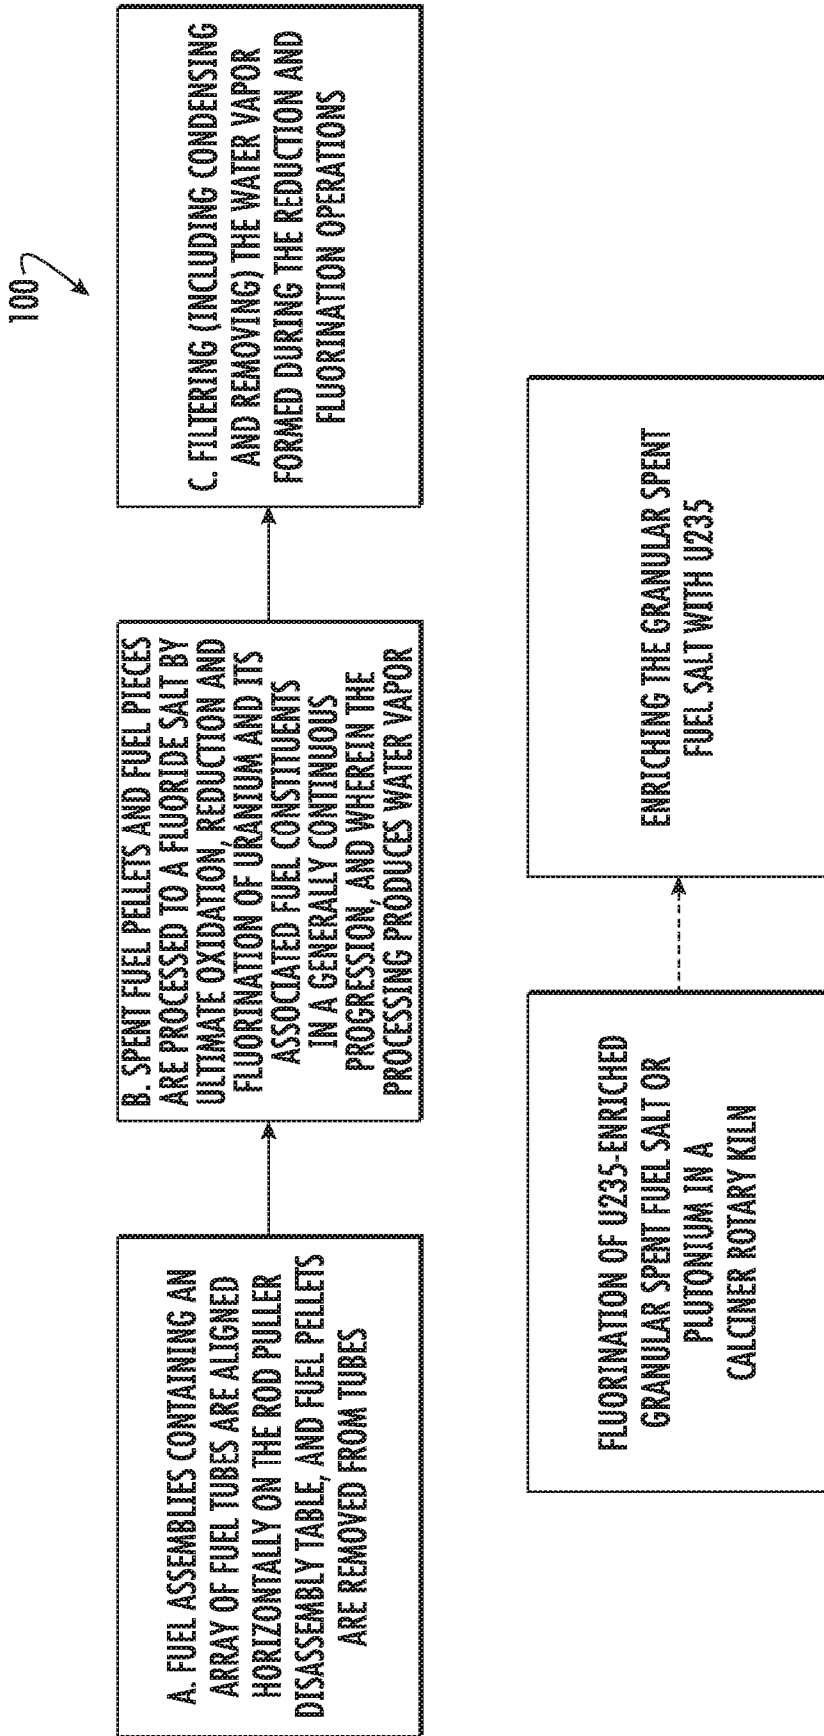 100
A. FUEL ASSEMBLIES CONTAINING AN
ARRAY OF FUEL TUBES ARE ALIGNED
HORIZONTALLY ON THE ROD PULLER
DISASSEMBLY TABLE, AND FUEL PELLETS
ARE REMOVED FROM TUBES
B. SPENT FUEL PELLETS AND FUEL PIECES
ARE PROCESSED TO A FLUORIDE SALT BY
ULTIMATE OXIDATION, REDUCTION AND
FLUORINATION OF URANIUM AND ITS
ASSOCIATED FUEL CONSTITUENTS
IN A GENERALLY CONTINUOUS
PROGRESSION, AND WHEREIN THE
PROCESSING PRODUCES WATER VAPOR
C. FILTERING (INCLUDING CONDENSING
AND REMOVING) THE WATER VAPOR
FORMED DURING THE REDUCTION AND
FLUORINATION OPERATIONS
FLUORINATION OF U235-ENRICHED
GRANULAR SPENT FUEL SALT OR
PLUTONIUM IN A
CALCINER ROTARY KILN
ENRICHING THE GRANULAR SPENT
FUEL SALT WITH U235